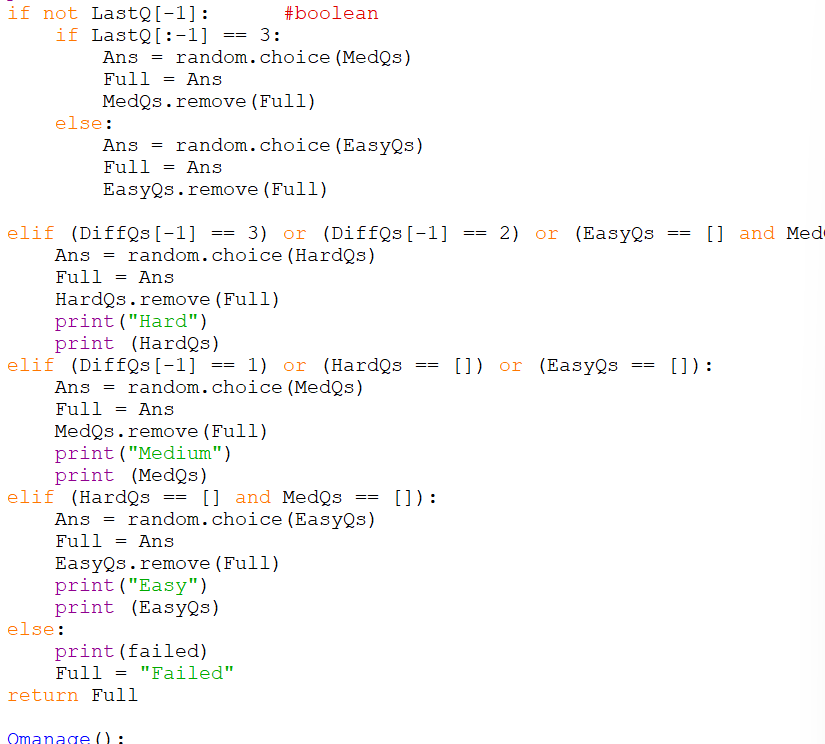 if not LastQ[-1]:      #boolean
    if LastQ[:-1] == 3:
        Ans = random.choice(MedQs)
        Full = Ans
        MedQs.remove(Full)
    else:
        Ans = random.choice(EasyQs)
        Full = Ans
        EasyQs.remove(Full)

elif (DiffQs[-1] == 3) or (DiffQs[-1] == 2) or (EasyQs == [] and Med
    Ans = random.choice(HardQs)
    Full = Ans
    HardQs.remove(Full)
    print("Hard")
    print (HardQs)
elif (DiffQs[-1] == 1) or (HardQs == []) or (EasyQs == []):
    Ans = random.choice(MedQs)
    Full = Ans
    MedQs.remove(Full)
    print("Medium")
    print (MedQs)
elif (HardQs == [] and MedQs == []):
    Ans = random.choice(EasyQs)
    Full = Ans
    EasyQs.remove(Full)
    print("Easy")
    print (EasyQs)
else:
    print(failed)
    Full = "Failed"
return Full

Qmanage():